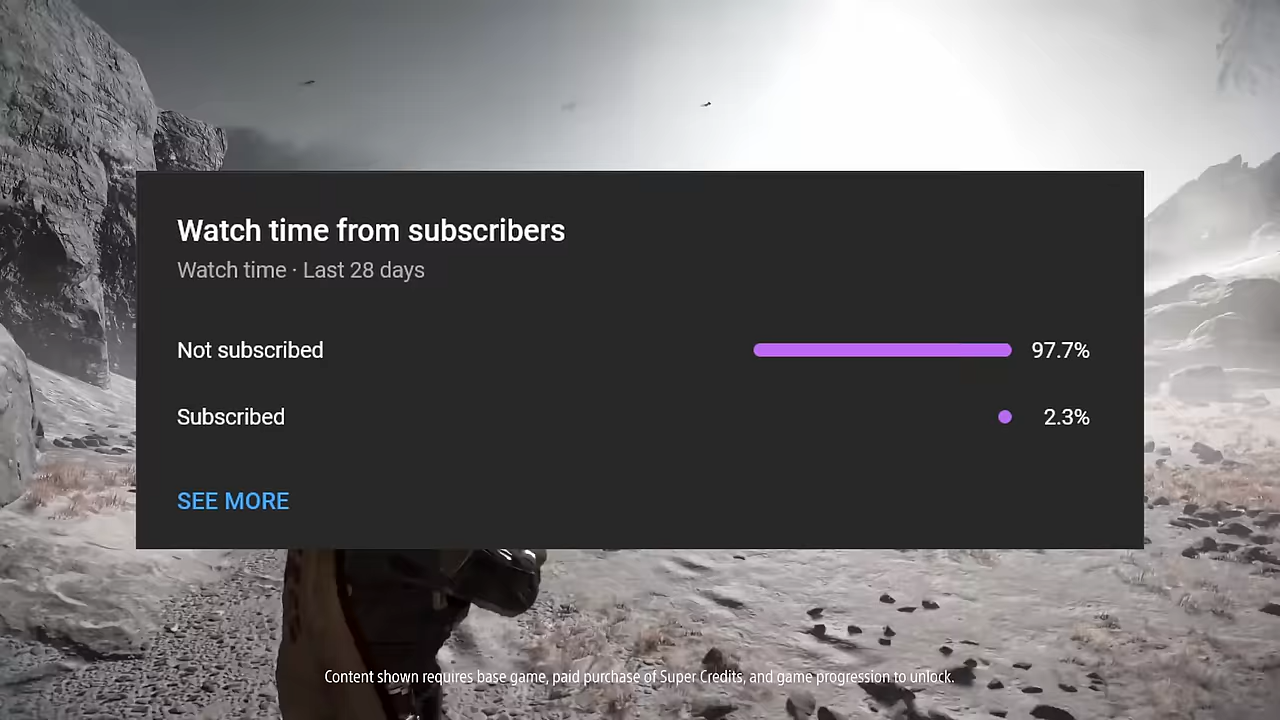 Watch time from subscribers
Watch time · Last 28 days
Not subscribed 97.7%
Subscribed 2.3%
SEE MORE
Content shown requires base game, paid purchase of Super Credits, and game progression to unlock.